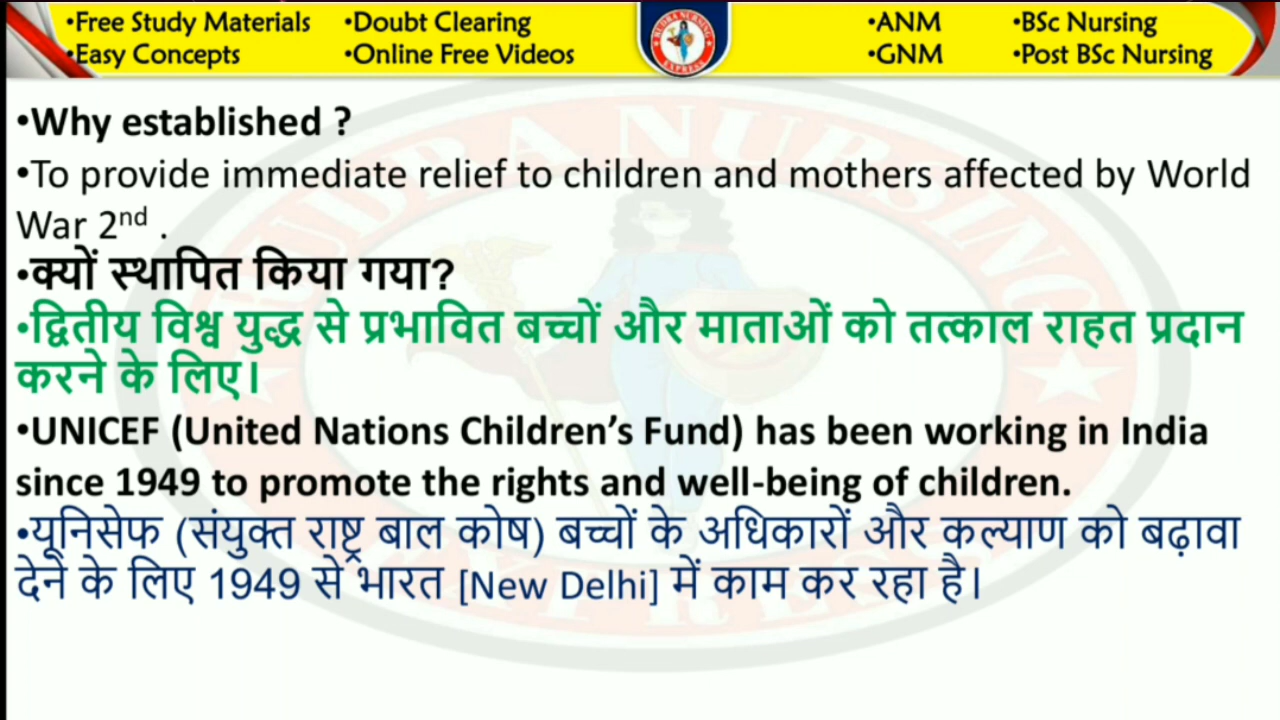 •Free Study Materials •Doubt Clearing •ANM •BSc Nursing
•Easy Concepts •Online Free Videos •GNM •Post BSc Nursing
RUDRA NURSING
EXPRESS
•Why established ?
•To provide immediate relief to children and mothers affected by World
War 2nd .
•क्यों स्थापित किया गया?
•द्वितीय विश्व युद्ध से प्रभावित बच्चों और माताओं को तत्काल राहत प्रदान
करने के लिए।
•UNICEF (United Nations Children’s Fund) has been working in India
since 1949 to promote the rights and well-being of children.
•यूनिसेफ (संयुक्त राष्ट्र बाल कोष) बच्चों के अधिकारों और कल्याण को बढ़ावा
देने के लिए 1949 से भारत [New Delhi] में काम कर रहा है।